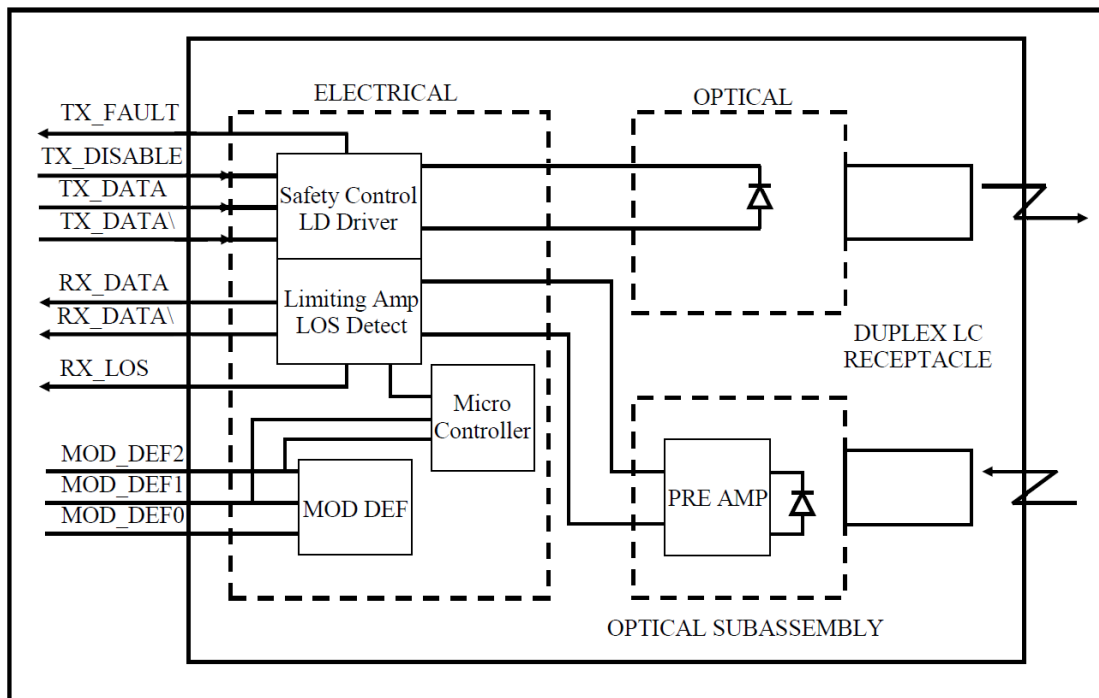 ELECTRICAL
OPTICAL
TX_FAULT
TX_DISABLE
TX_DATA
TX_DATA\
Safety Control
LD Driver
RX_DATA
RX_DATA\
Limiting Amp
LOS Detect
RX_LOS
DUPLEX LC
RECEPTACLE
Micro
Controller
MOD_DEF2
MOD_DEF1
MOD_DEF0
MOD DEF
PRE AMP
OPTICAL SUBASSEMBLY